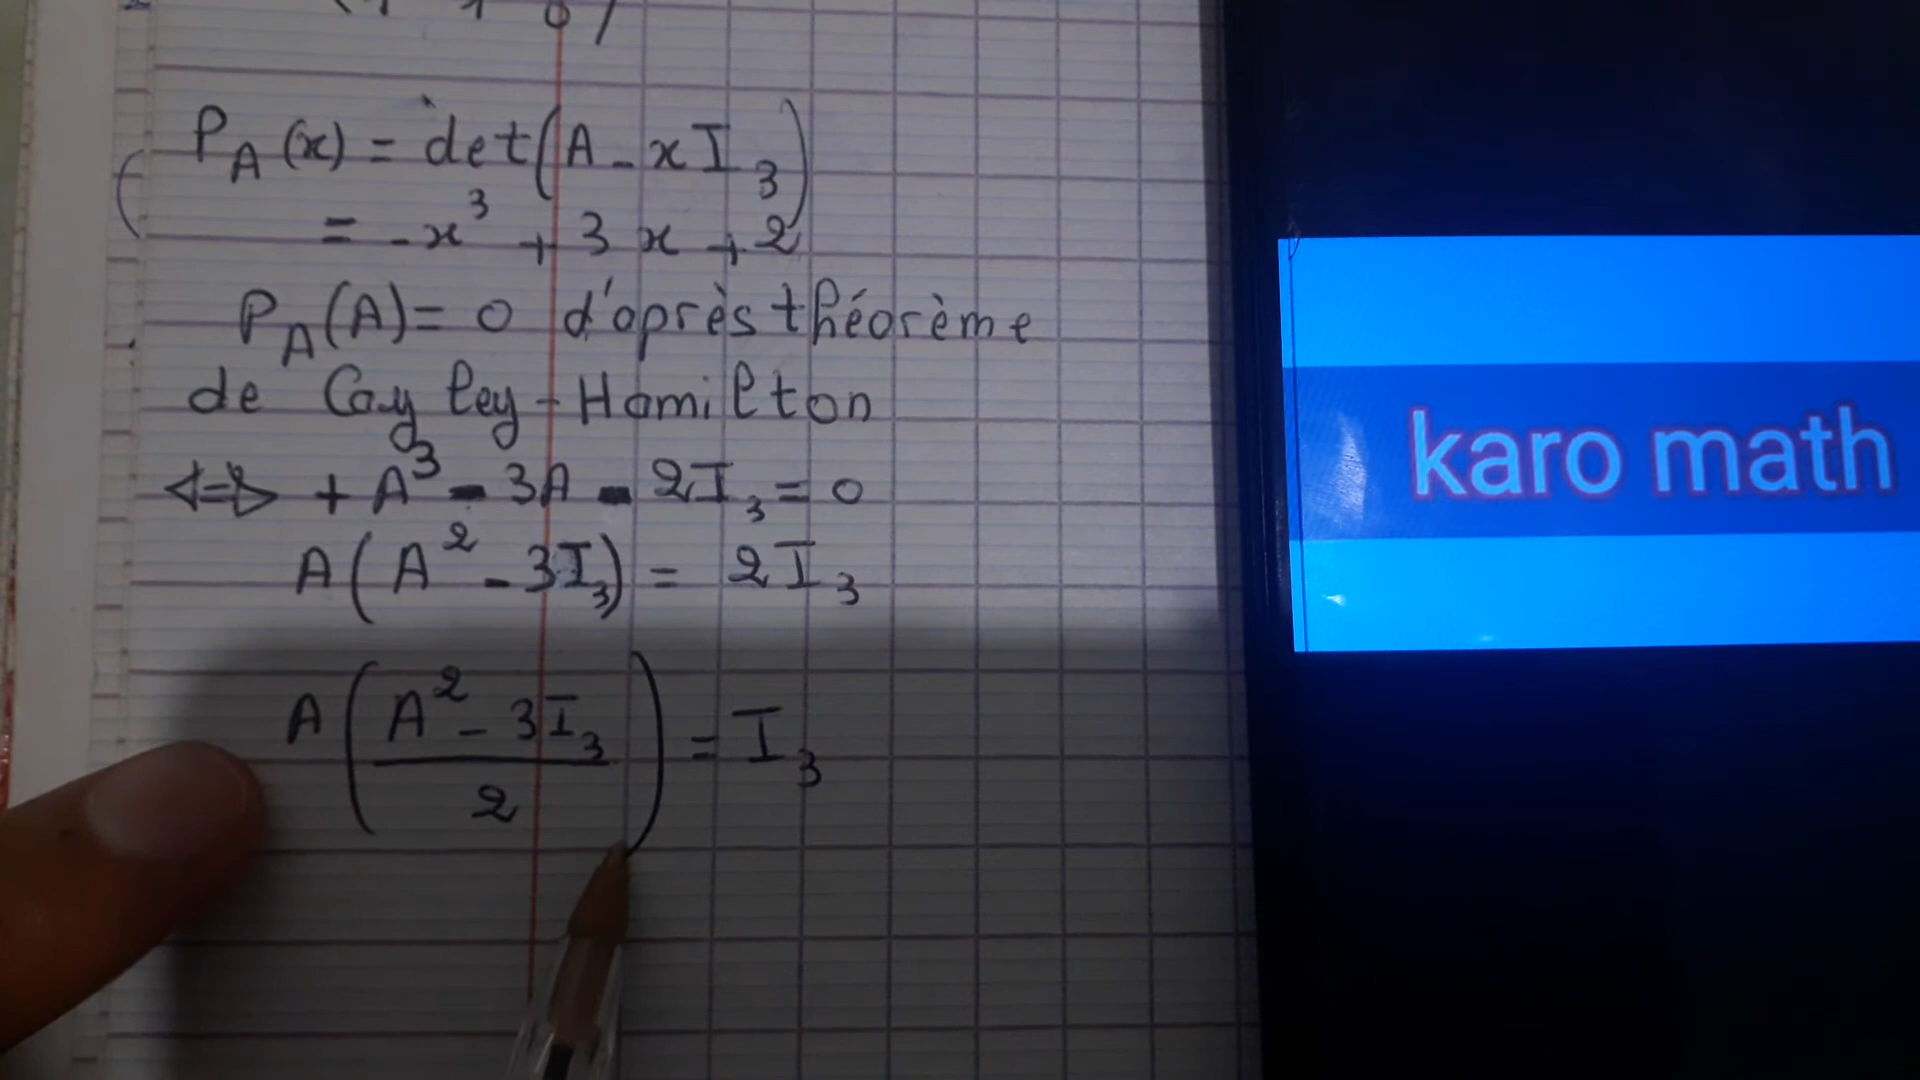 P_A(x) = det(A - xI_3)
= -x^3 + 3x + 2
P_A(A) = 0 d'après théorème
de Cayley-Hamilton
<=> + A^3 - 3A - 2I_3 = 0
A(A^2 - 3I_3) = 2I_3
A((A^2 - 3I_3)/2) = I_3
karo math